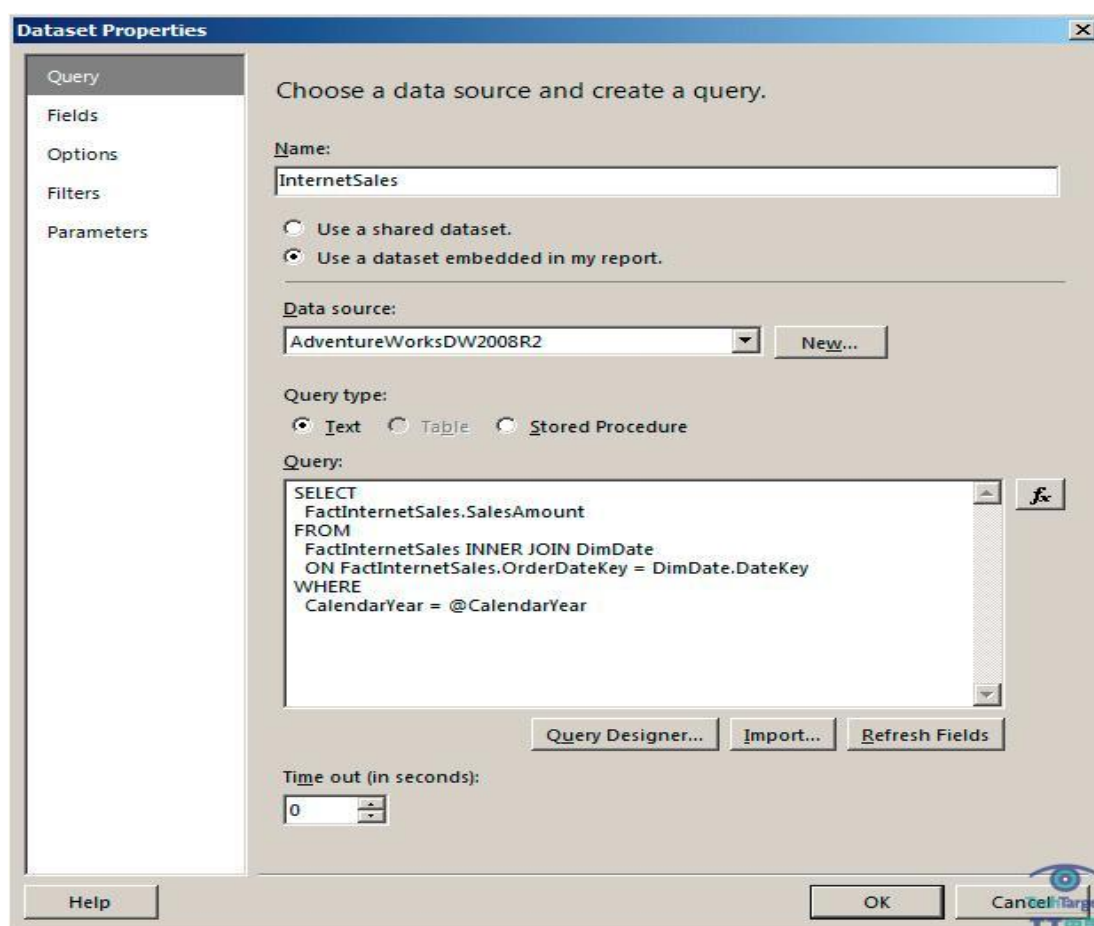 Dataset Properties
Query
Fields
Options
Filters
Parameters
Choose a data source and create a query.
Name:
InternetSales
Use a shared dataset.
Use a dataset embedded in my report.
Data source:
AdventureWorksDW2008R2
New...
Query type:
Text Table Stored Procedure
Query:
SELECT
FactInternetSales.SalesAmount
FROM
FactInternetSales INNER JOIN DimDate
ON FactInternetSales.OrderDateKey = DimDate.DateKey
WHERE
CalendarYear = @CalendarYear
fx
Query Designer... Import... Refresh Fields
Time out (in seconds):
0
Help OK Cancel